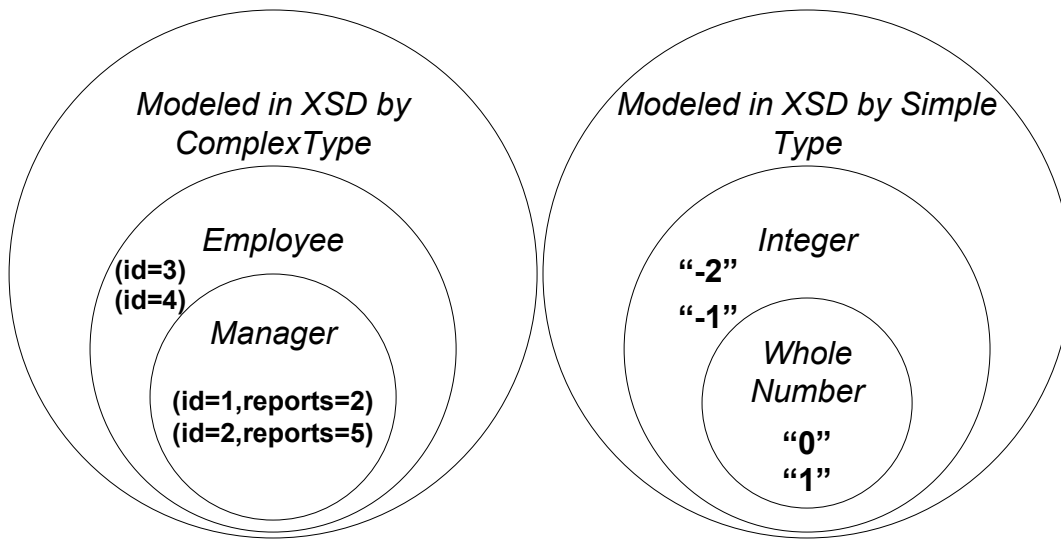 Modeled in XSD by
ComplexType
Employee
(id=3)
(id=4)
Manager
(id=1,reports=2)
(id=2,reports=5)
Modeled in XSD by Simple
Type
Integer
“-2”
“-1”
Whole
Number
“0”
“1”